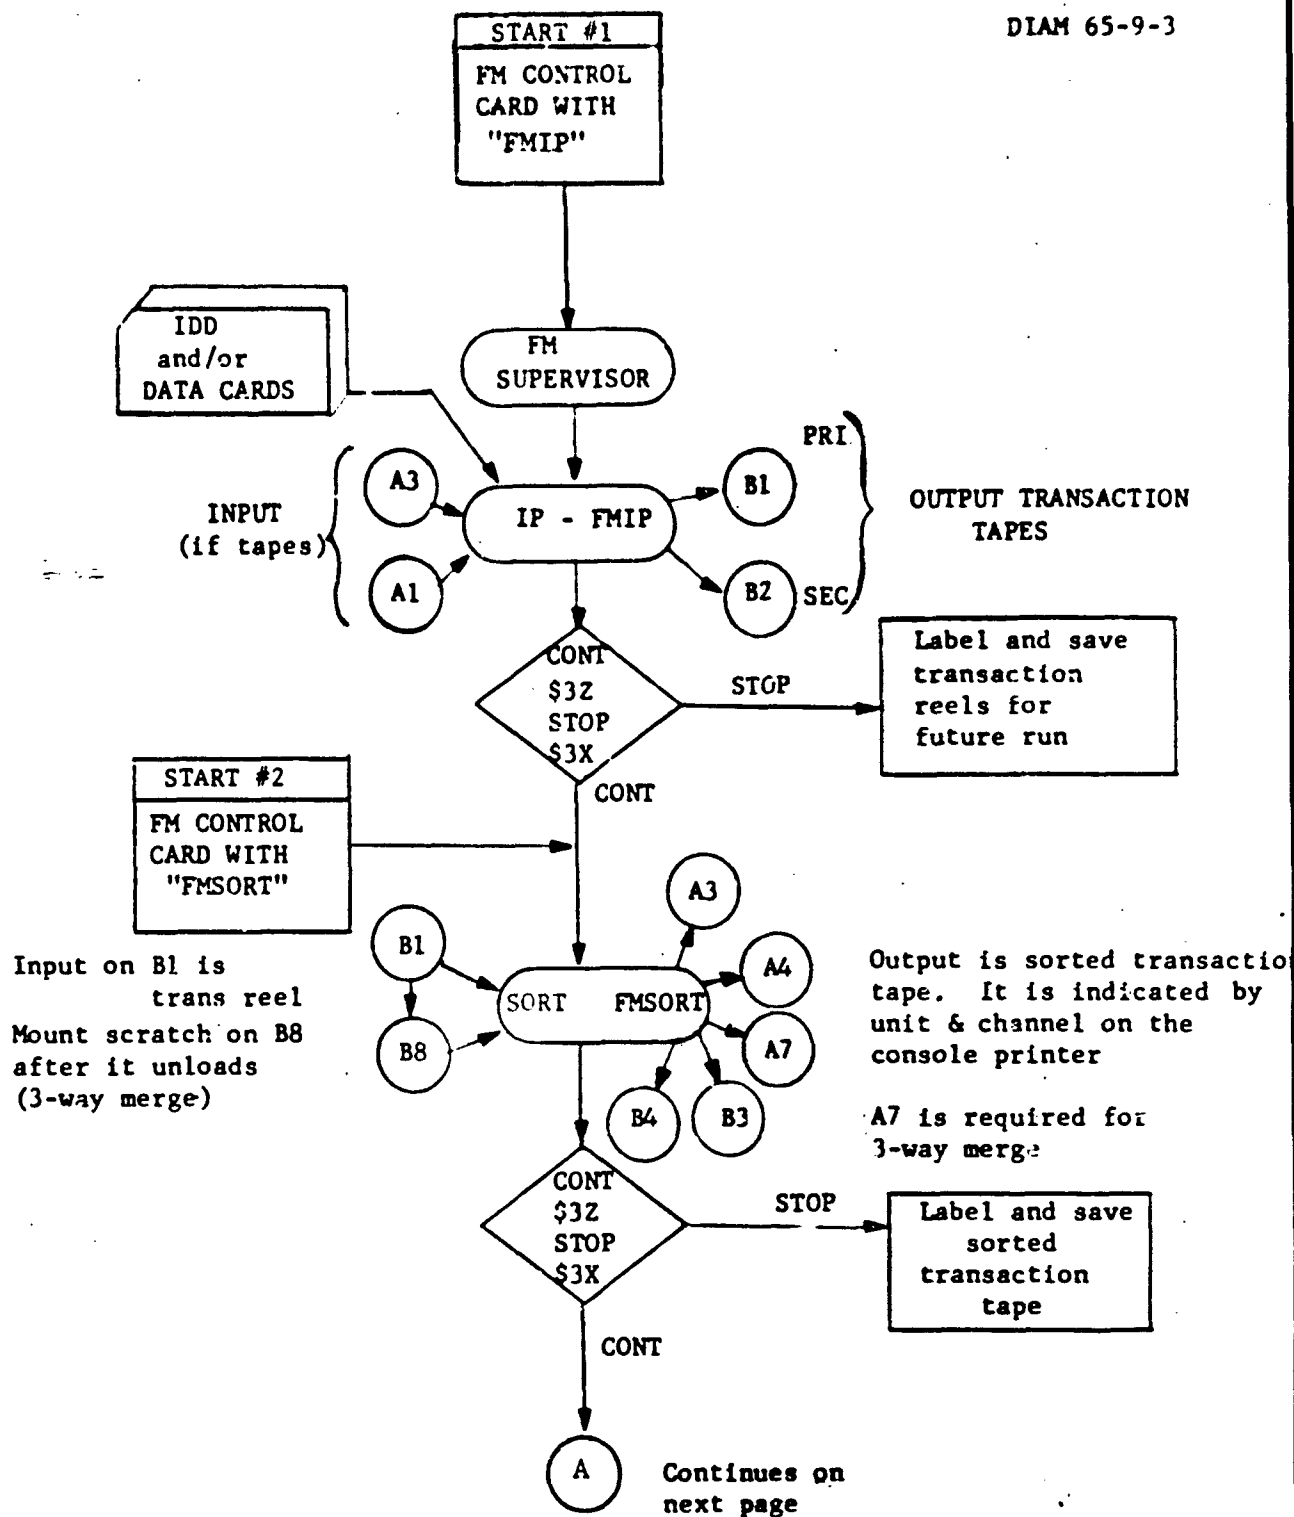 DIAM 65-9-3
START #1
FM CONTROL
CARD WITH
"FMIP"
IDD
and/or
DATA CARDS
FM
SUPERVISOR
INPUT
(if tapes)
A3
A1
IP - FMIP
B1
PRI
B2
SEC
OUTPUT TRANSACTION
TAPES
CONT
$3Z
STOP
$3X
STOP
Label and save
transaction
reels for
future run
CONT
START #2
FM CONTROL
CARD WITH
"FMSORT"
Input on B1 is
trans reel
Mount scratch on B8
after it unloads
(3-way merge)
B1
B8
SORT FMSORT
A3
A4
A7
B4
B3
Output is sorted transactio
tape. It is indicated by
unit & channel on the
console printer
A7 is required for
3-way merge
CONT
$3Z
STOP
$3X
STOP
Label and save
sorted
transaction
tape
CONT
A
Continues on
next page